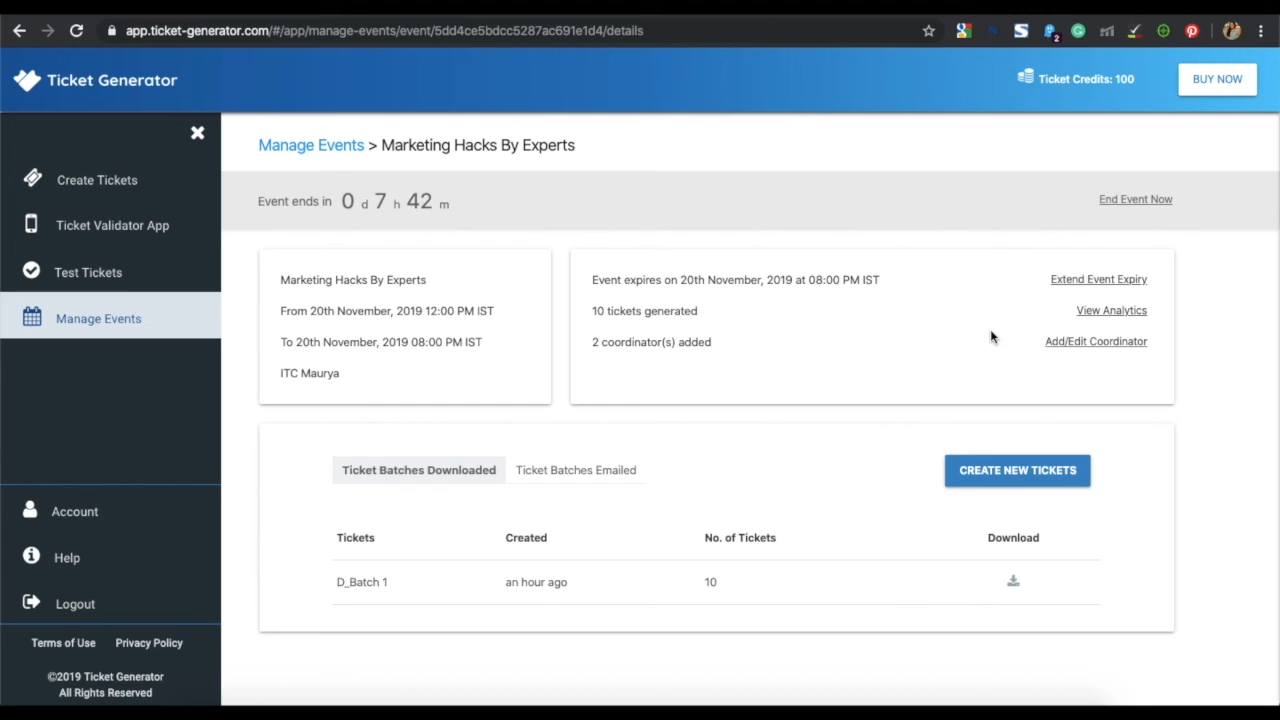 app.ticket-generator.com/#/app/manage-events/event/5dd4ce5bdcc5287ac691e1d4/details
2
Ticket Generator
Ticket Credits: 100
BUY NOW
Create Tickets
Ticket Validator App
Test Tickets
Manage Events
Account
Help
Logout
Terms of Use Privacy Policy
©2019 Ticket Generator
All Rights Reserved
Manage Events > Marketing Hacks By Experts
Event ends in 0 d 7 h 42 m
End Event Now
Marketing Hacks By Experts
From 20th November, 2019 12:00 PM IST
To 20th November, 2019 08:00 PM IST
ITC Maurya
Event expires on 20th November, 2019 at 08:00 PM IST
Extend Event Expiry
10 tickets generated
View Analytics
2 coordinator(s) added
Add/Edit Coordinator
Ticket Batches Downloaded Ticket Batches Emailed
CREATE NEW TICKETS
Tickets Created No. of Tickets Download
D_Batch 1 an hour ago 10